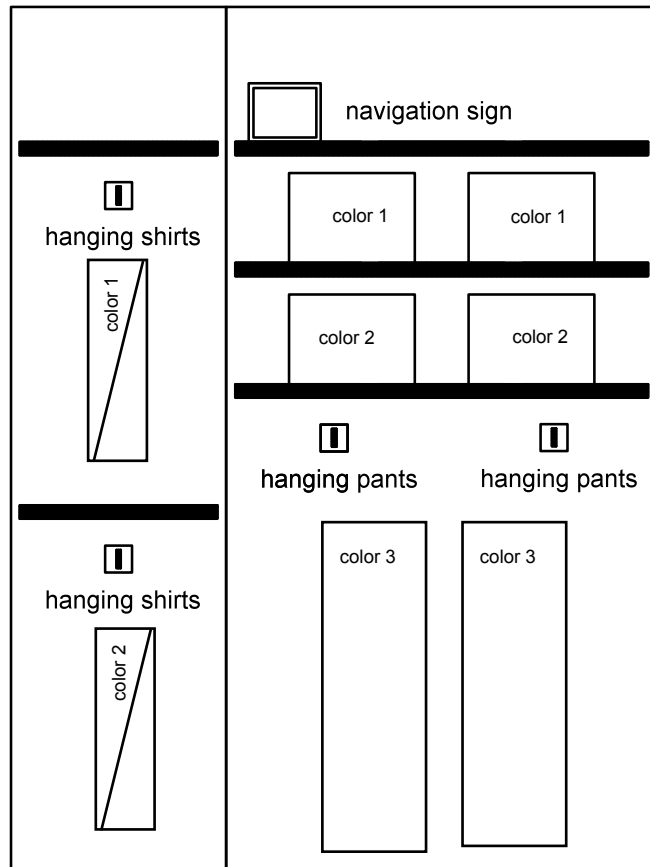 hanging shirts
color 1
hanging shirts
color 2
navigation sign
color 1 color 1
color 2 color 2
hanging pants hanging pants
color 3 color 3